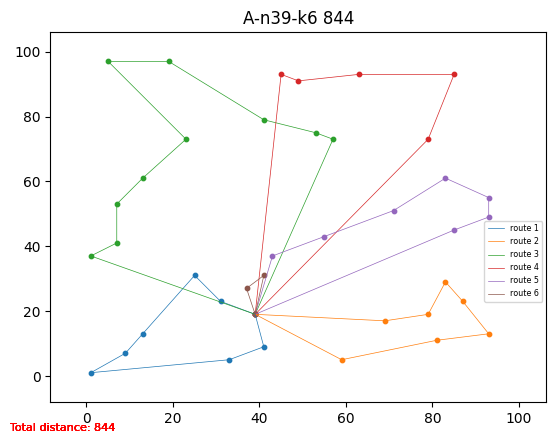 A-n39-k6 844
100
80
60
40
20
0
route 1
route 2
route 3
route 4
route 5
route 6
0 20 40 60 80 100
Total distance: 844